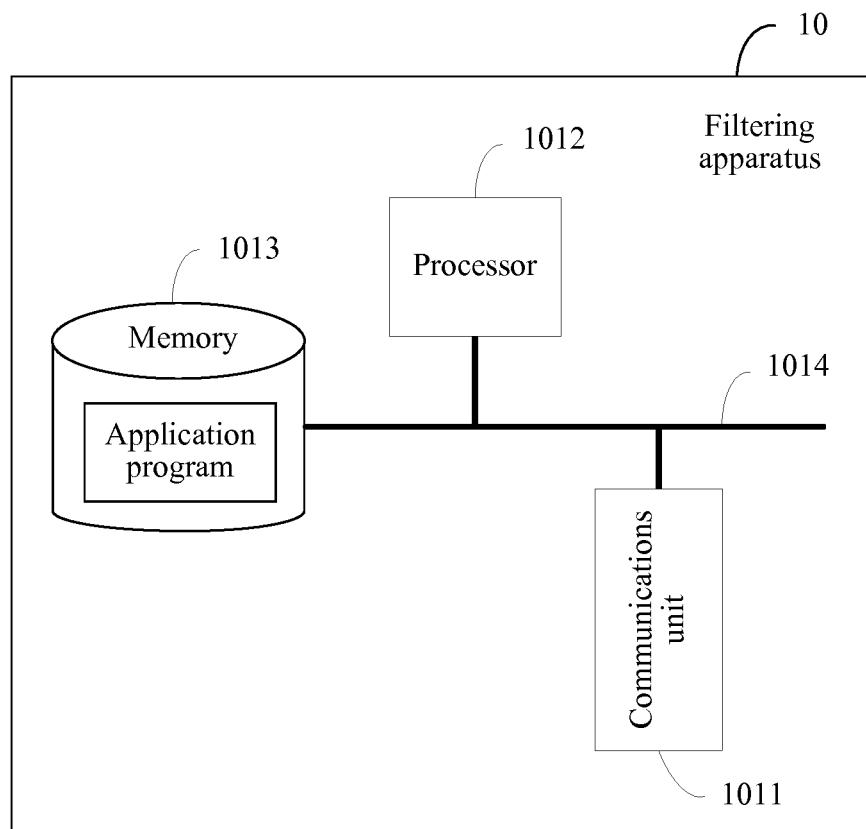 10
Filtering
apparatus
1012
Processor
1013
Memory
Application
program
1014
Communications
unit
1011